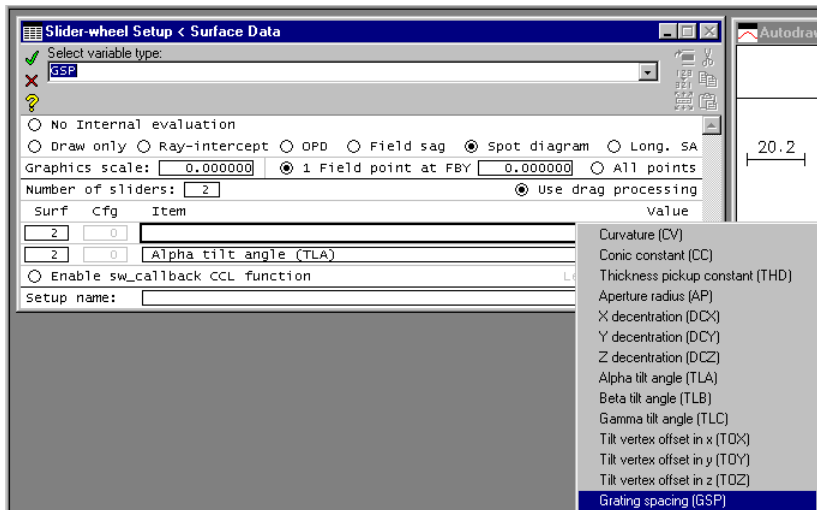 Slider-wheel Setup < Surface Data
Select variable type:
GSP
No Internal evaluation
Draw only Ray-intercept OPD Field sag Spot diagram Long. SA
Graphics scale: 0.000000 1 Field point at FBY 0.000000 All points
Number of sliders: 2 Use drag processing
Surf Cfg Item Value
2 0
2 0 Alpha tilt angle (TLA)
Enable sw_callback CCL function Le
Setup name:
Autodraw
20.2
Curvature (CV)
Conic constant (CC)
Thickness pickup constant (THD)
Aperture radius (AP)
X decentration (DCX)
Y decentration (DCY)
Z decentration (DCZ)
Alpha tilt angle (TLA)
Beta tilt angle (TLB)
Gamma tilt angle (TLC)
Tilt vertex offset in x (TOX)
Tilt vertex offset in y (TOY)
Tilt vertex offset in z (TOZ)
Grating spacing (GSP)